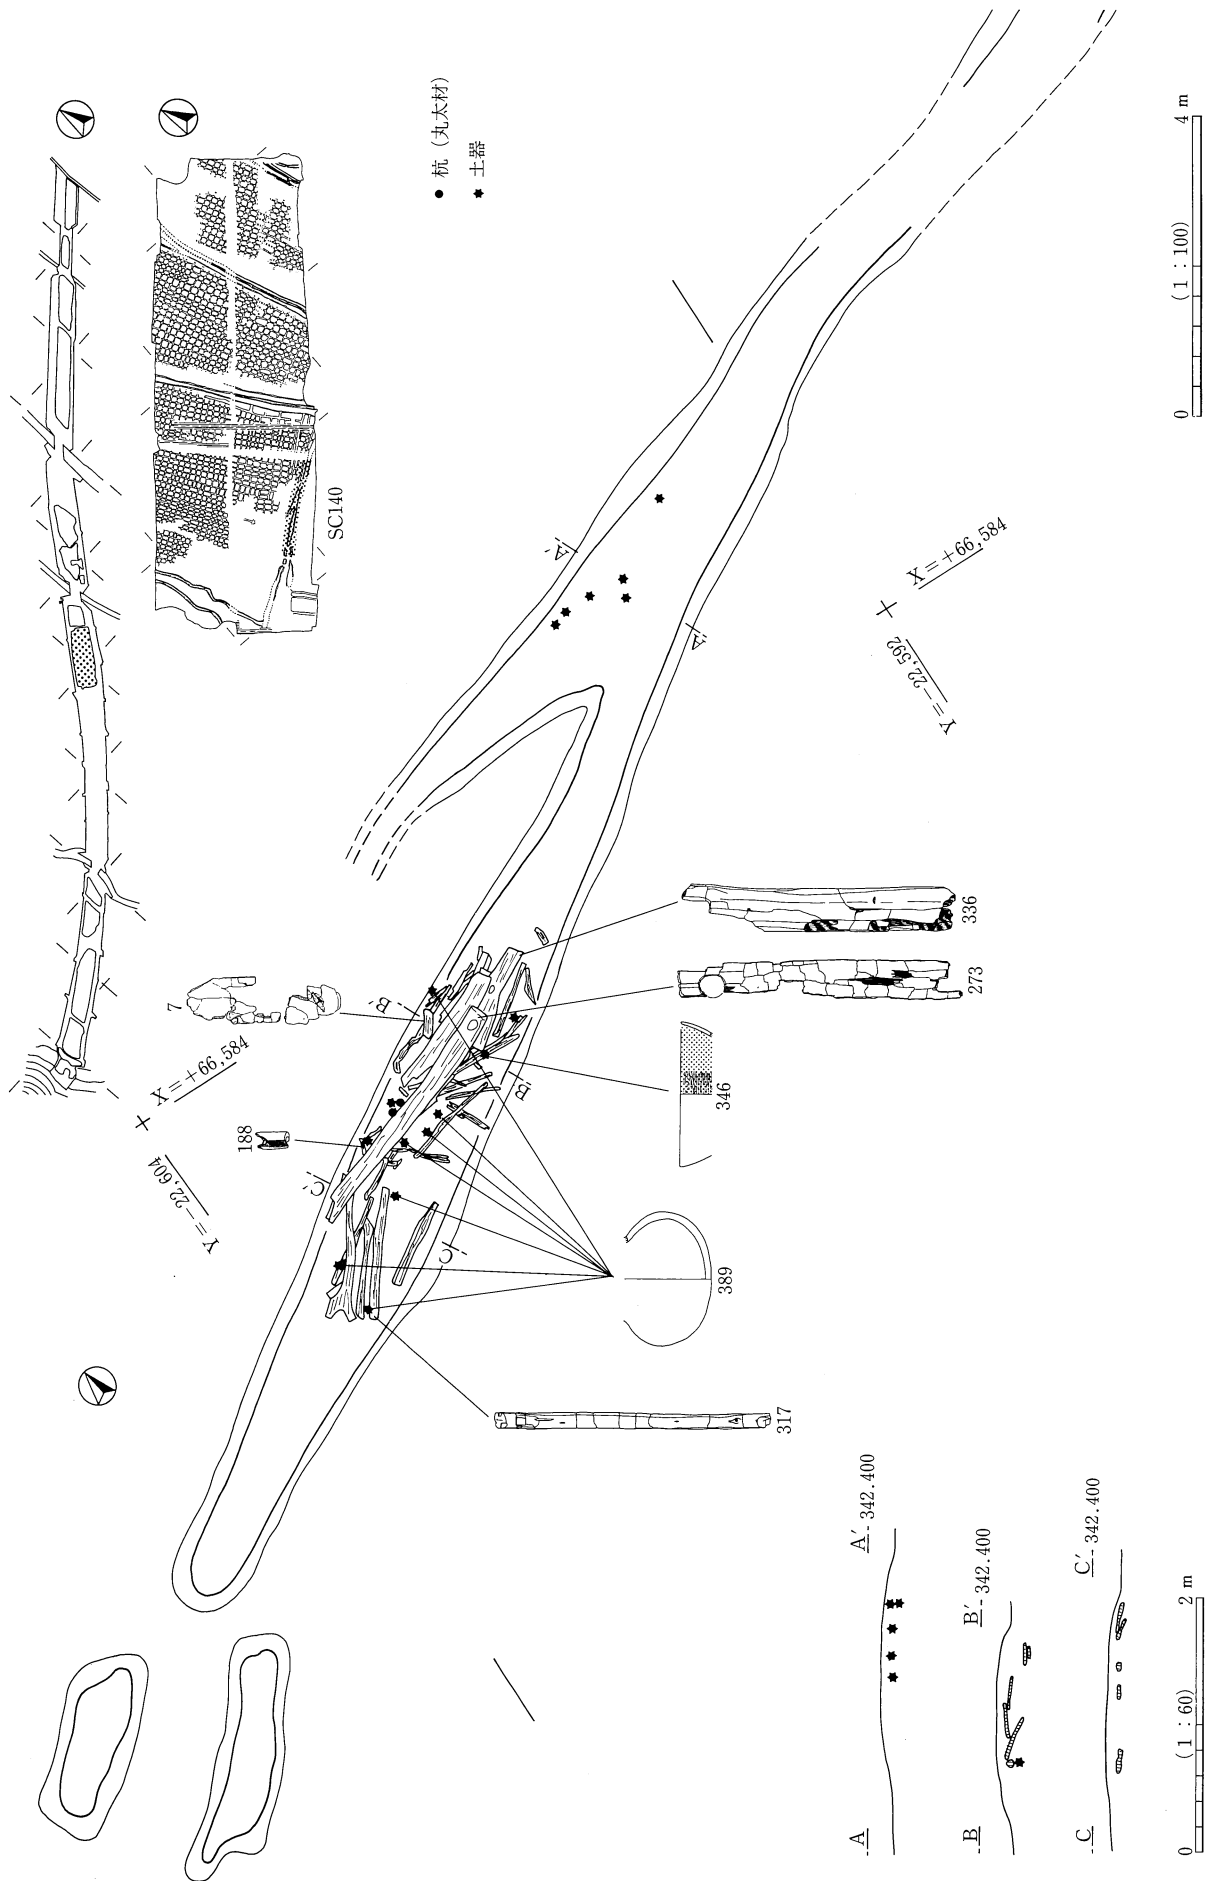 SC140
● 杭（丸太材）
★ 土器
0 (1：100) 4 m
A′
A
X＝+66,584
Y＝−22,592
B′
B
C′
C
X＝+66,584
Y＝−22,604
7
188
336
273
346
389
317
A A′ 342.400
B B′ 342.400
C C′ 342.400
0 (1：60) 2 m